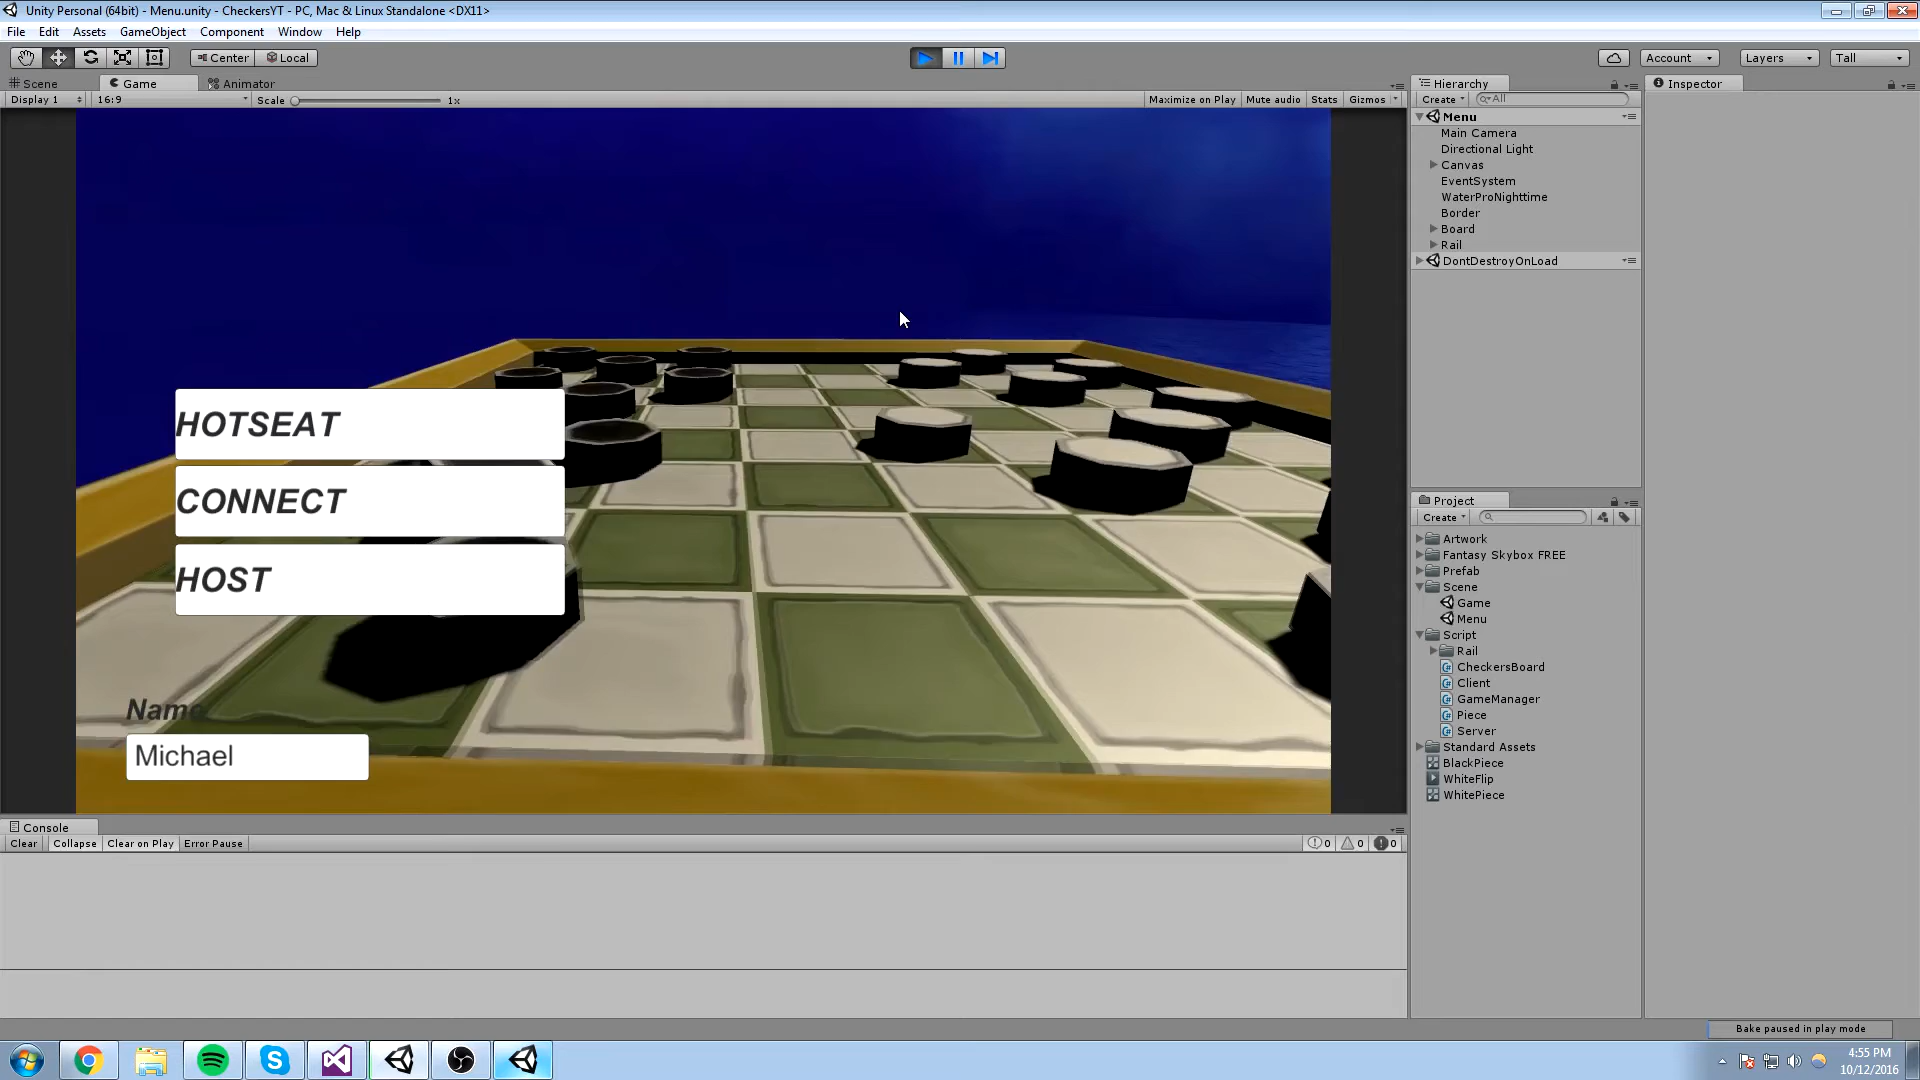 Unity Personal (64bit) - Menu.unity - CheckersYT - PC, Mac & Linux Standalone <DX11>
File Edit Assets GameObject Component Window Help
Center Local Account Layers Tall
Scene Game Animator Hierarchy Inspector
Display 1 16:9 Scale 1x Maximize on Play Mute audio Stats Gizmos Create All
Menu
Main Camera
Directional Light
Canvas
EventSystem
WaterProNighttime
Border
Board
Rail
DontDestroyOnLoad
HOTSEAT
CONNECT
HOST
Name
Michael
Project
Create
Artwork
Fantasy Skybox FREE
Prefab
Scene
Game
Menu
Script
Rail
CheckersBoard
Client
GameManager
Piece
Server
Standard Assets
BlackPiece
WhiteFlip
WhitePiece
Console
Clear Collapse Clear on Play Error Pause 0 0 0
Bake paused in play mode
4:55 PM
10/12/2016